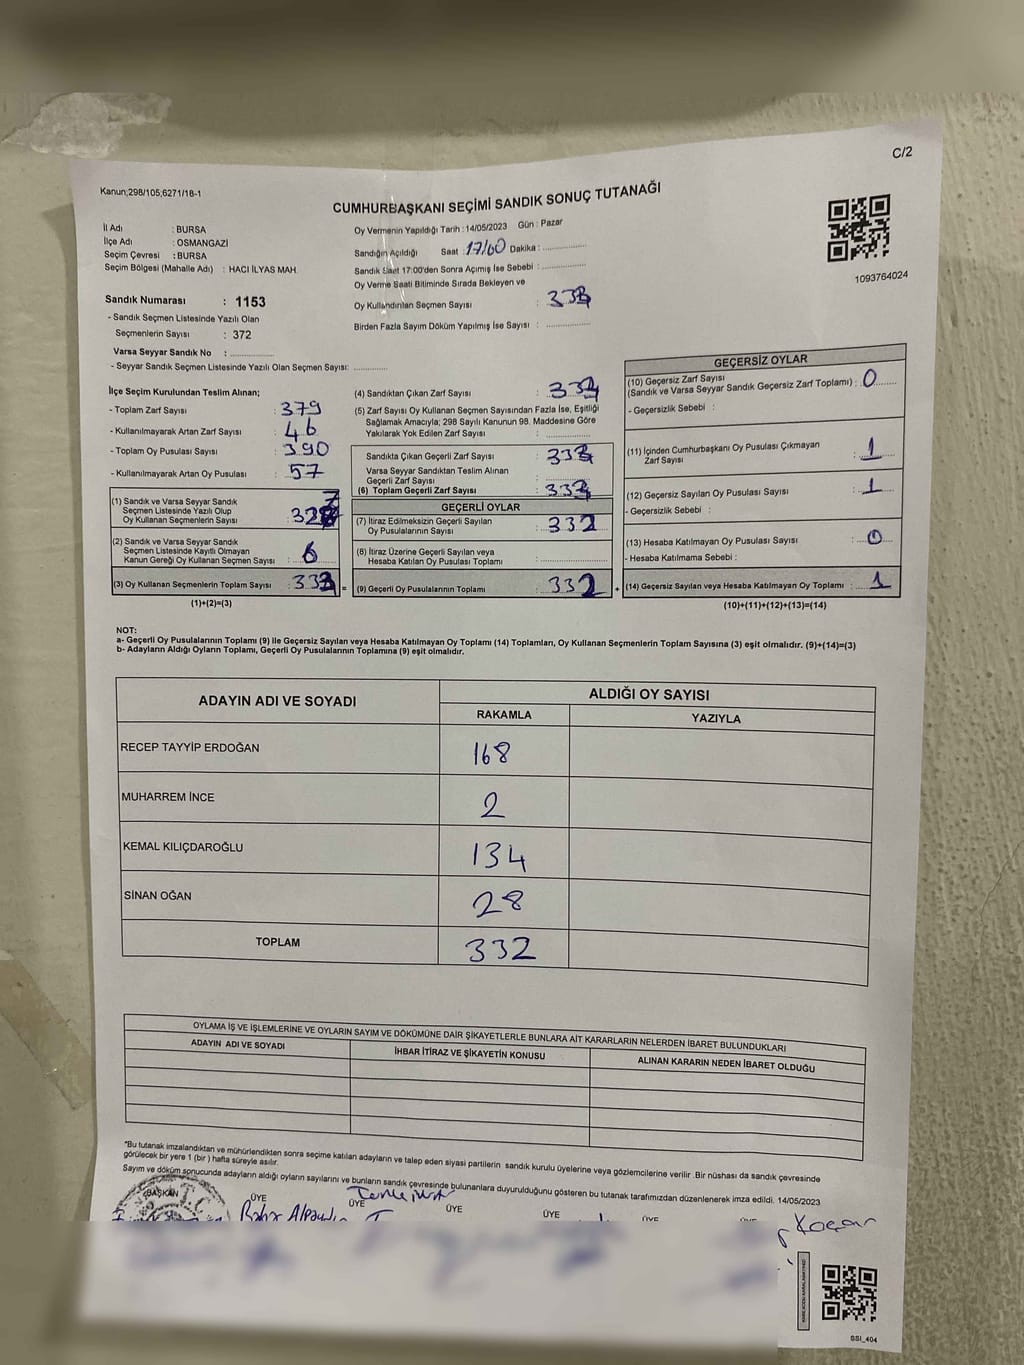 C/2
Kanun;298/105,6271/18-1
CUMHURBAŞKANI SEÇİMİ SANDIK SONUÇ TUTANAĞI
İl Adı : BURSA
İlçe Adı : OSMANGAZİ
Seçim Çevresi : BURSA
Seçim Bölgesi (Mahalle Adı) : HACI İLYAS MAH.
Oy Vermenin Yapıldığı Tarih : 14/05/2023 Gün : Pazar
Sandığın Açıldığı Saat : 17/00 Dakika :
Sandık Saat 17:00'den Sonra Açılmış İse Sebebi :
Oy Verme Saati Bitiminde Sırada Bekleyen ve
Oy Kullandırılan Seçmen Sayısı :
Birden Fazla Sayım Döküm Yapılmış İse Sayısı :
1093764024
Sandık Numarası : 1153
- Sandık Seçmen Listesinde Yazılı Olan
Seçmenlerin Sayısı : 372
Varsa Seyyar Sandık No :
- Seyyar Sandık Seçmen Listesinde Yazılı Olan Seçmen Sayısı:
İlçe Seçim Kurulundan Teslim Alınan;
- Toplam Zarf Sayısı : 379
- Kullanılmayarak Artan Zarf Sayısı : 46
- Toplam Oy Pusulası Sayısı : 390
- Kullanılmayarak Artan Oy Pusulası : 57
(1) Sandık ve Varsa Seyyar Sandık
Seçmen Listesinde Yazılı Olup
Oy Kullanan Seçmenlerin Sayısı :
(2) Sandık ve Varsa Seyyar Sandık
Seçmen Listesinde Kayıtlı Olmayan
Kanun Gereği Oy Kullanan Seçmen Sayısı : 6
(3) Oy Kullanan Seçmenlerin Toplam Sayısı : 333 =
(1)+(2)=(3)
(4) Sandıktan Çıkan Zarf Sayısı : 333
(5) Zarf Sayısı Oy Kullanan Seçmen Sayısından Fazla İse, Eşitliği
Sağlamak Amacıyla; 298 Sayılı Kanunun 98. Maddesine Göre
Yakılarak Yok Edilen Zarf Sayısı :
Sandıkta Çıkan Geçerli Zarf Sayısı : 333
Varsa Seyyar Sandıktan Teslim Alınan
Geçerli Zarf Sayısı :
(6) Toplam Geçerli Zarf Sayısı : 333
GEÇERLİ OYLAR
(7) İtiraz Edilmeksizin Geçerli Sayılan
Oy Pusulalarının Sayısı : 332
(8) İtiraz Üzerine Geçerli Sayılan veya
Hesaba Katılan Oy Pusulası Toplamı :
(9) Geçerli Oy Pusulalarının Toplamı : 332 +
GEÇERSİZ OYLAR
(10) Geçersiz Zarf Sayısı
(Sandık ve Varsa Seyyar Sandık Geçersiz Zarf Toplamı) : 0
- Geçersizlik Sebebi :
(11) İçinden Cumhurbaşkanı Oy Pusulası Çıkmayan
Zarf Sayısı : 1
(12) Geçersiz Sayılan Oy Pusulası Sayısı : 1
- Geçersizlik Sebebi :
(13) Hesaba Katılmayan Oy Pusulası Sayısı : 0
- Hesaba Katılmama Sebebi :
(14) Geçersiz Sayılan veya Hesaba Katılmayan Oy Toplamı : 1
(10)+(11)+(12)+(13)=(14)
NOT:
a- Geçerli Oy Pusulalarının Toplamı (9) ile Geçersiz Sayılan veya Hesaba Katılmayan Oy Toplamı (14) Toplamları, Oy Kullanan Seçmenlerin Toplam Sayısına (3) eşit olmalıdır. (9)+(14)=(3)
b- Adayların Aldığı Oyların Toplamı, Geçerli Oy Pusulalarının Toplamına (9) eşit olmalıdır.
ADAYIN ADI VE SOYADI ALDIĞI OY SAYISI
RAKAMLA YAZIYLA
RECEP TAYYİP ERDOĞAN 168
MUHARREM İNCE 2
KEMAL KILIÇDAROĞLU 134
SİNAN OĞAN 28
TOPLAM 332
OYLAMA İŞ VE İŞLEMLERİNE VE OYLARIN SAYIM VE DÖKÜMÜNE DAİR ŞİKAYETLERLE BUNLARA AİT KARARLARIN NELERDEN İBARET BULUNDUKLARI
ADAYIN ADI VE SOYADI İHBAR İTİRAZ VE ŞİKAYETİN KONUSU ALINAN KARARIN NEDEN İBARET OLDUĞU
*Bu tutanak imzalandıktan ve mühürlendikten sonra seçime katılan adayların ve talep eden siyasi partilerin sandık kurulu üyelerine veya gözlemcilerine verilir. Bir nüshası da sandık çevresinde
görülecek bir yere 1 (bir ) hafta süreyle asılır.
Sayım ve döküm sonucunda adayların aldığı oyların sayılarını ve bunların sandık çevresinde bulunanlara duyurulduğunu gösteren bu tutanak tarafımızdan düzenlenerek imza edildi. 14/05/2023
BAŞKAN ÜYE ÜYE ÜYE ÜYE ÜYE
Koçar
SSI_404